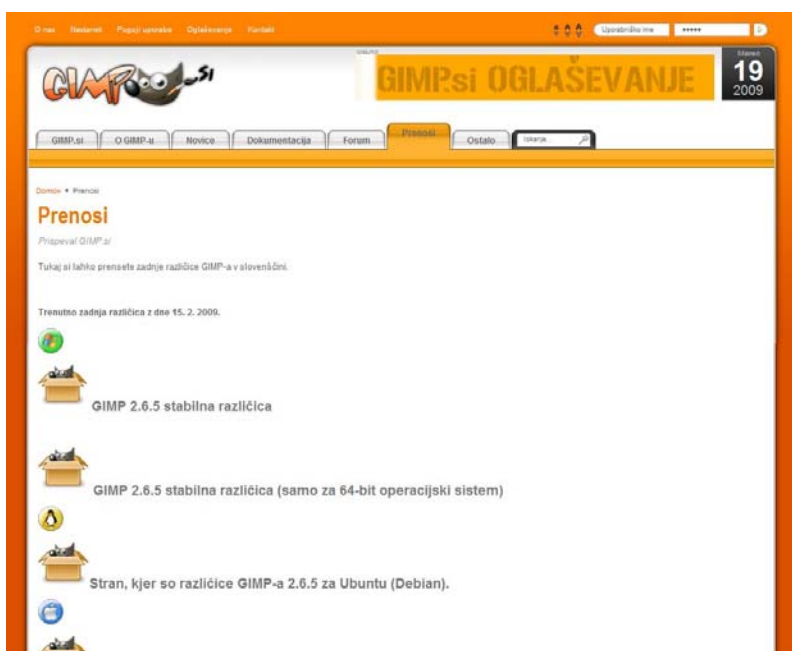 O nas Nastanek Pogoji uporabe Oglaševanje Kontakt
Uporabniško ime
*****
GIMP.SI
GIMP.si OGLAŠEVANJE
Marec
19
2009
GIMP.si
O GIMP-u
Novice
Dokumentacija
Forum
Prenosi
Ostalo
Iskanje
Domov • Prenosi
Prenosi
Prispeval GIMP.si
Tukaj si lahko prensete zadnje različice GIMP-a v slovenščini.
Trenutno zadnja različica z dne 15. 2. 2009.
GIMP 2.6.5 stabilna različica
GIMP 2.6.5 stabilna različica (samo za 64-bit operacijski sistem)
Stran, kjer so različice GIMP-a 2.6.5 za Ubuntu (Debian).